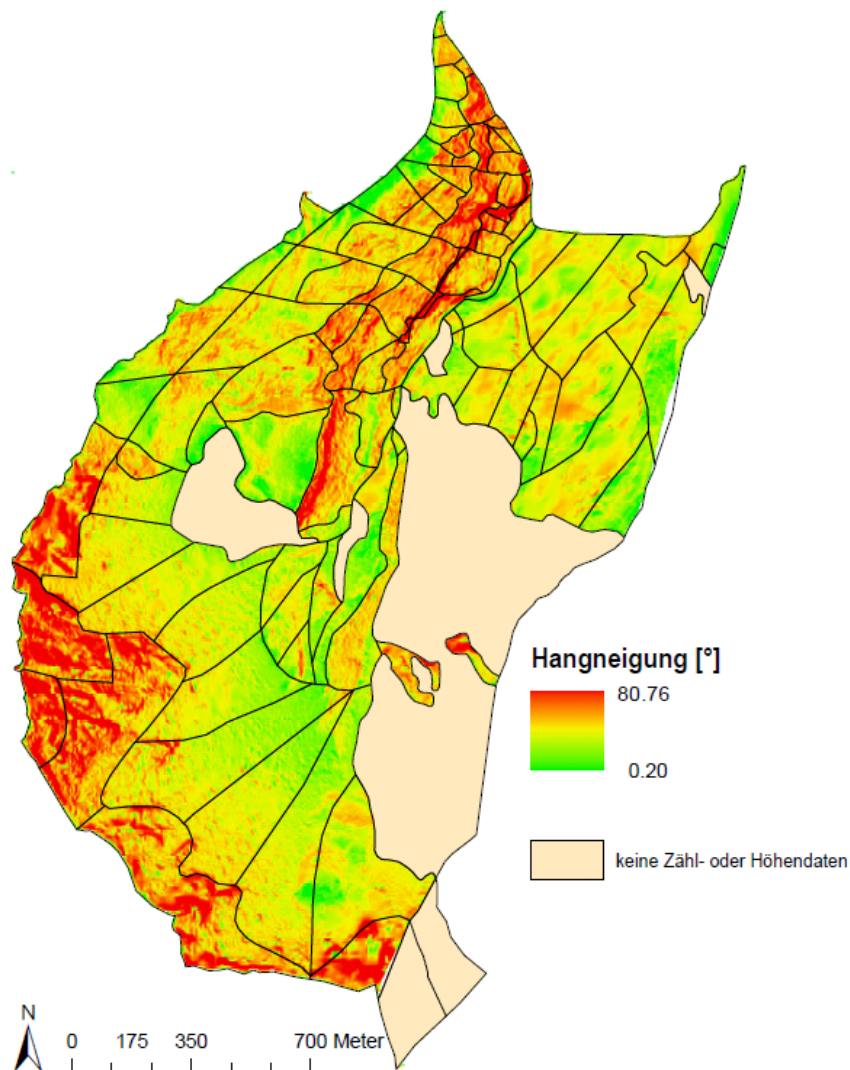 Hangneigung [°]
80.76
0.20
keine Zähl- oder Höhendaten
N
0 175 350 700 Meter